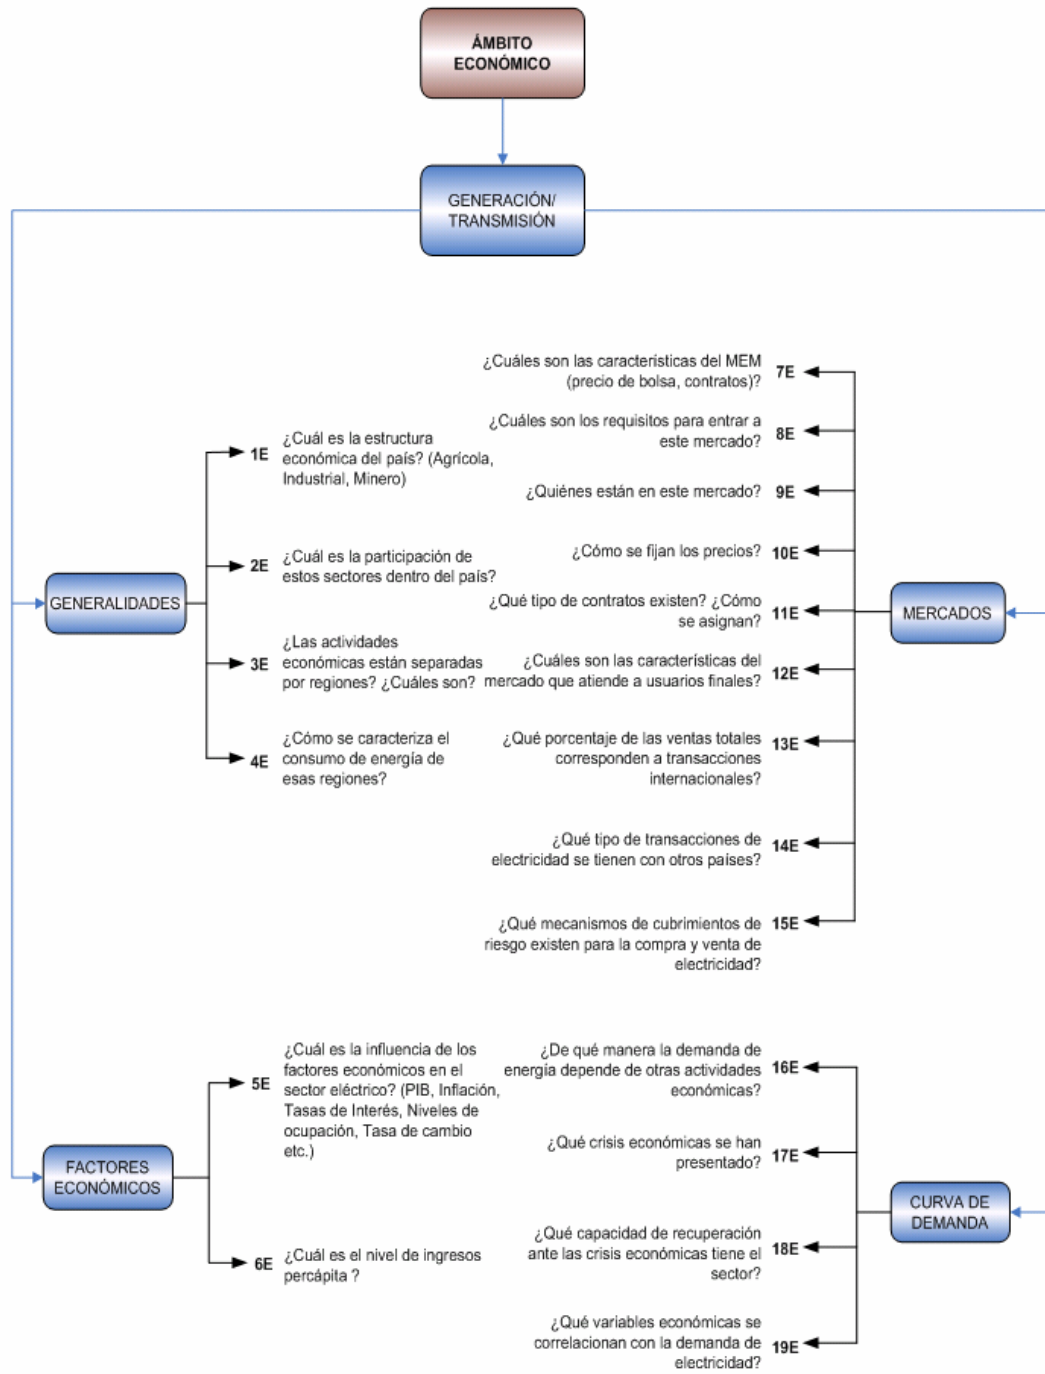 ÁMBITO
ECONÓMICO
GENERACIÓN/
TRANSMISIÓN
GENERALIDADES
1E
¿Cuál es la estructura
económica del país? (Agrícola,
Industrial, Minero)
2E
¿Cuál es la participación de
estos sectores dentro del país?
3E
¿Las actividades
económicas están separadas
por regiones? ¿Cuáles son?
4E
¿Cómo se caracteriza el
consumo de energía de
esas regiones?
MERCADOS
¿Cuáles son las caracteristicas del MEM
(precio de bolsa, contratos)?
7E
¿Cuáles son los requisitos para entrar a
este mercado?
8E
¿Quiénes están en este mercado?
9E
¿Cómo se fijan los precios?
10E
¿Qué tipo de contratos existen? ¿Cómo
se asignan?
11E
¿Cuáles son las características del
mercado que atiende a usuarios finales?
12E
¿Qué porcentaje de las ventas totales
corresponden a transacciones
internacionales?
13E
¿Qué tipo de transacciones de
electricidad se tienen con otros países?
14E
¿Qué mecanismos de cubrimientos de
riesgo existen para la compra y venta de
electricidad?
15E
FACTORES
ECONÓMICOS
5E
¿Cuál es la influencia de los
factores económicos en el
sector eléctrico? (PIB, Inflación,
Tasas de Interés, Niveles de
ocupación, Tasa de cambio
etc.)
6E
¿Cuál es el nivel de ingresos
percápita ?
CURVA DE
DEMANDA
¿De qué manera la demanda de
energía depende de otras actividades
económicas?
16E
¿Qué crisis económicas se han
presentado?
17E
¿Qué capacidad de recuperación
ante las crisis económicas tiene el
sector?
18E
¿Qué variables económicas se
correlacionan con la demanda de
electricidad?
19E